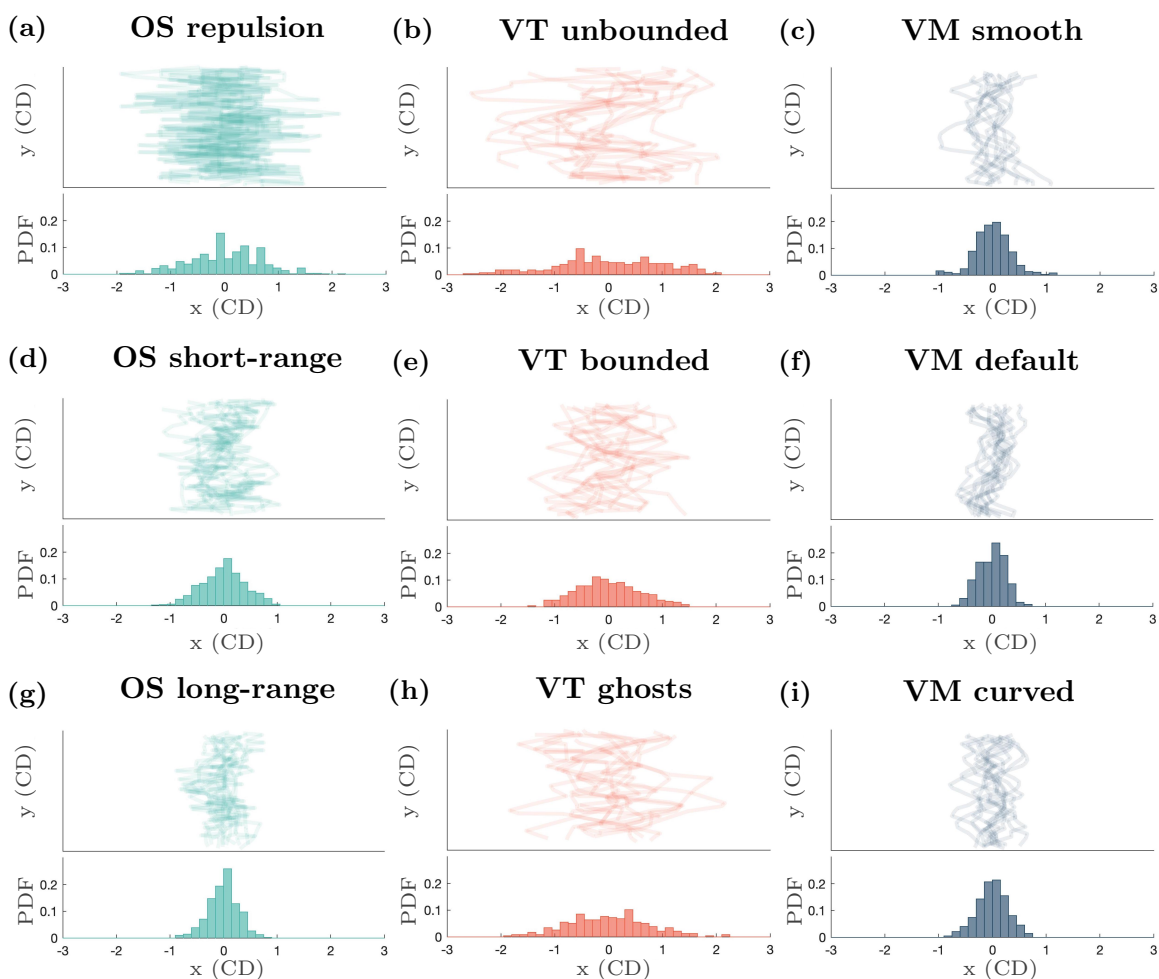 (a) OS repulsion (b) VT unbounded (c) VM smooth
y (CD) y (CD) y (CD)
PDF 0.2 0.1 0 PDF 0.2 0.1 0 PDF 0.2 0.1 0
-3 -2 -1 0 1 2 3 -3 -2 -1 0 1 2 3 -3 -2 -1 0 1 2 3
x (CD) x (CD) x (CD)
(d) OS short-range (e) VT bounded (f) VM default
y (CD) y (CD) y (CD)
PDF 0.2 0.1 0 PDF 0.2 0.1 0 PDF 0.2 0.1 0
-3 -2 -1 0 1 2 3 -3 -2 -1 0 1 2 3 -3 -2 -1 0 1 2 3
x (CD) x (CD) x (CD)
(g) OS long-range (h) VT ghosts (i) VM curved
y (CD) y (CD) y (CD)
PDF 0.2 0.1 0 PDF 0.2 0.1 0 PDF 0.2 0.1 0
-3 -2 -1 0 1 2 3 -3 -2 -1 0 1 2 3 -3 -2 -1 0 1 2 3
x (CD) x (CD) x (CD)